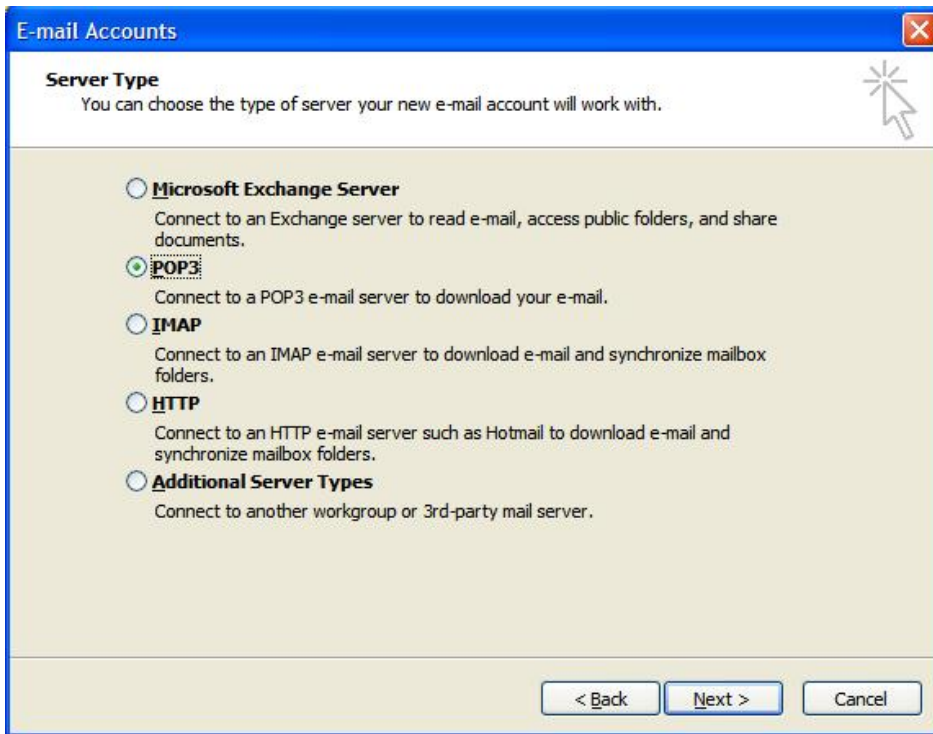 E-mail Accounts
Server Type
You can choose the type of server your new e-mail account will work with.
Microsoft Exchange Server
Connect to an Exchange server to read e-mail, access public folders, and share
documents.
POP3
Connect to a POP3 e-mail server to download your e-mail.
IMAP
Connect to an IMAP e-mail server to download e-mail and synchronize mailbox
folders.
HTTP
Connect to an HTTP e-mail server such as Hotmail to download e-mail and
synchronize mailbox folders.
Additional Server Types
Connect to another workgroup or 3rd-party mail server.
< Back Next > Cancel